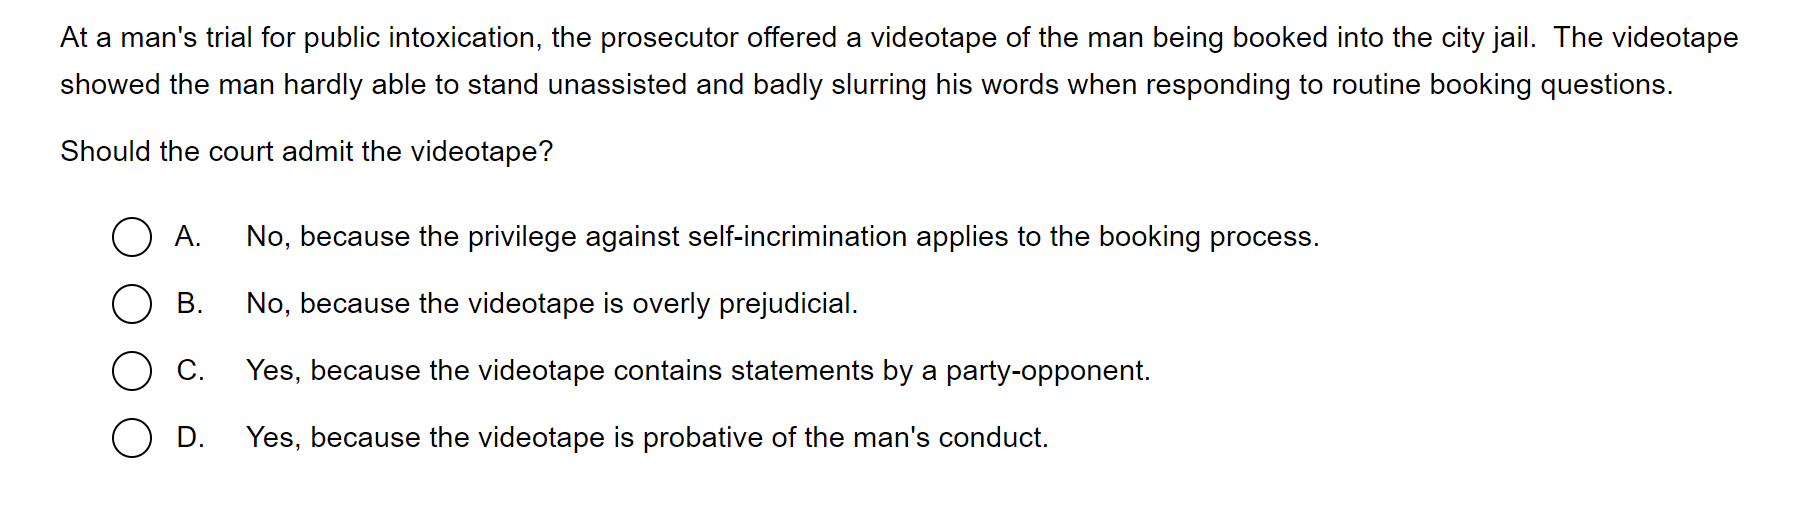 At a man's trial for public intoxication, the prosecutor offered a videotape of the man being booked into the city jail.  The videotape
showed the man hardly able to stand unassisted and badly slurring his words when responding to routine booking questions.
Should the court admit the videotape?
A. No, because the privilege against self-incrimination applies to the booking process.
B. No, because the videotape is overly prejudicial.
C. Yes, because the videotape contains statements by a party-opponent.
D. Yes, because the videotape is probative of the man's conduct.